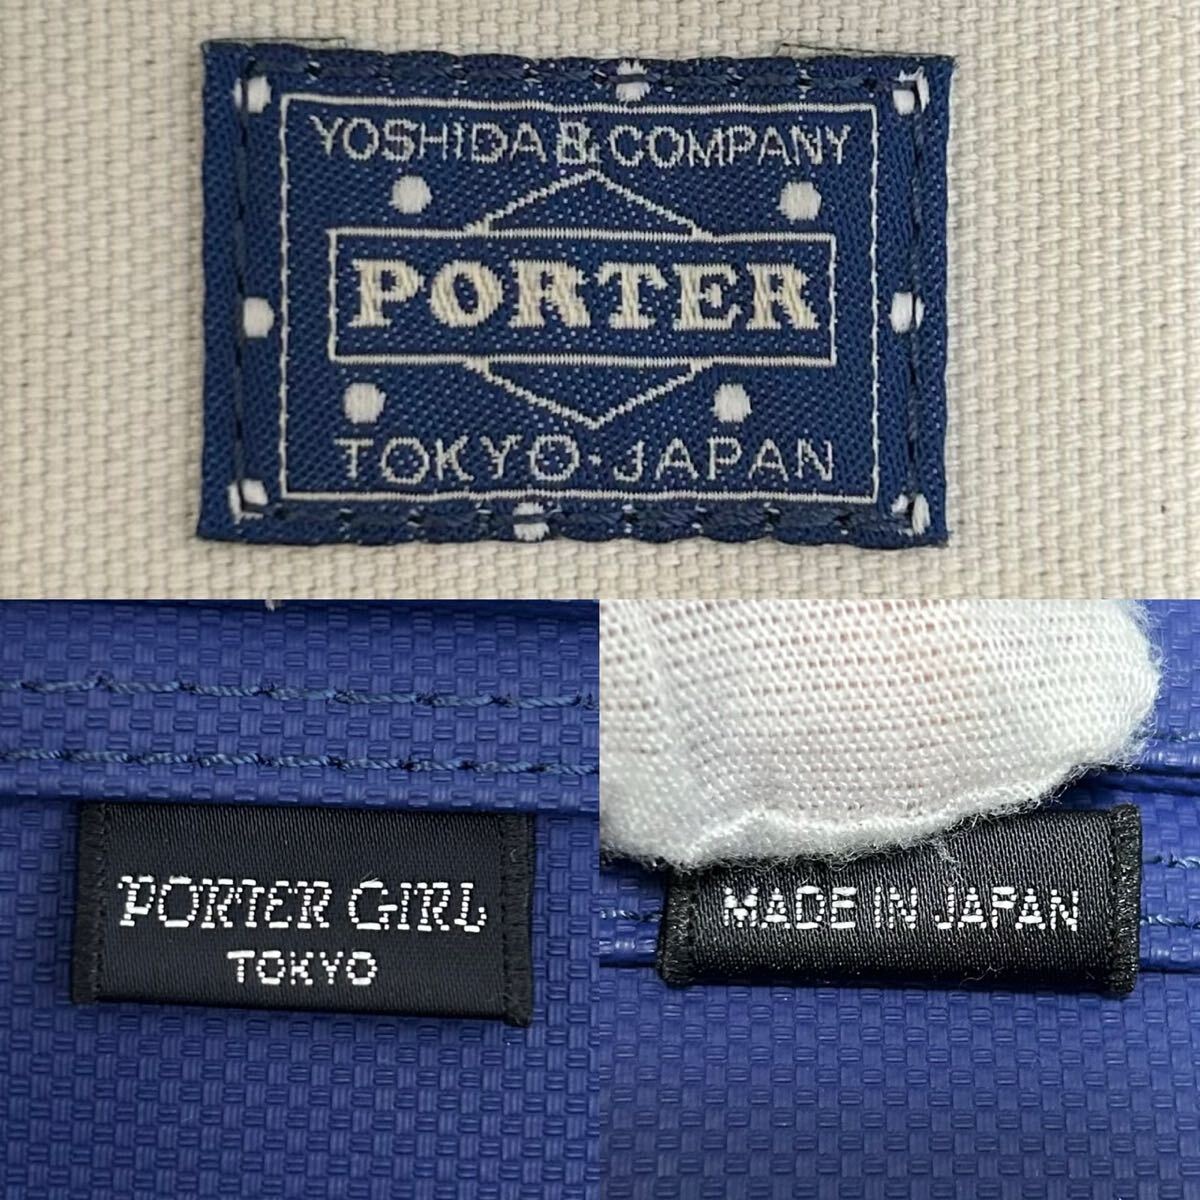 YOSHIDA & COMPANY
PORTER
TOKYO·JAPAN
PORTER GIRL
TOKYO
MADE IN JAPAN